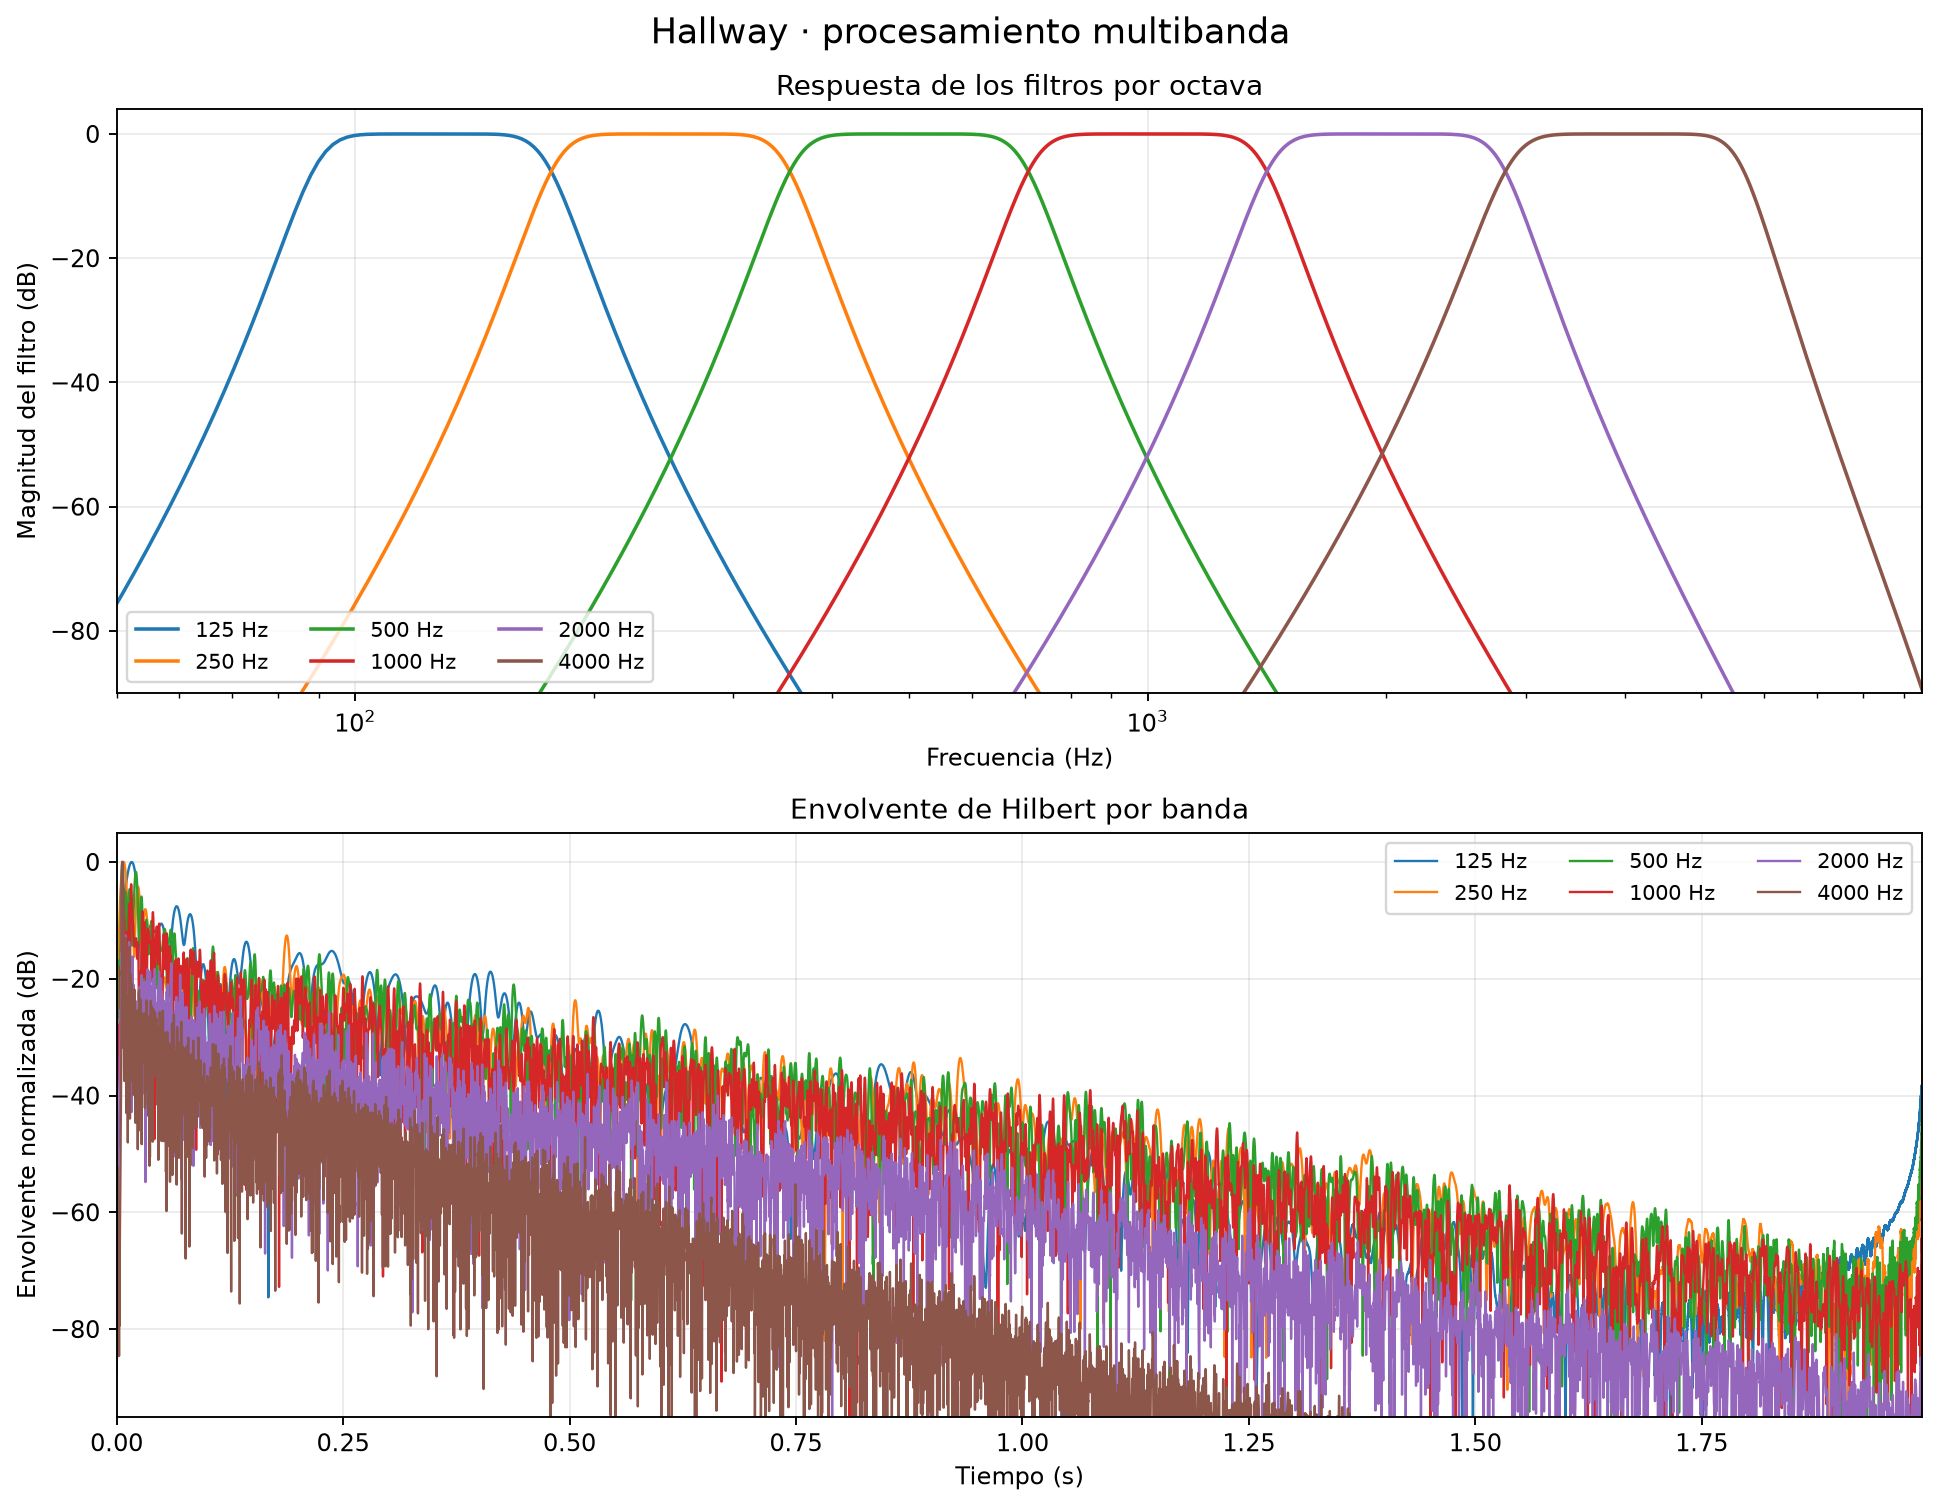 Hallway · procesamiento multibanda
Respuesta de los filtros por octava
Magnitud del filtro (dB)
0
−20
−40
−60
−80
125 Hz 500 Hz 2000 Hz
250 Hz 1000 Hz 4000 Hz
10² 10³
Frecuencia (Hz)
Envolvente de Hilbert por banda
Envolvente normalizada (dB)
0
−20
−40
−60
−80
125 Hz 500 Hz 2000 Hz
250 Hz 1000 Hz 4000 Hz
0.00 0.25 0.50 0.75 1.00 1.25 1.50 1.75
Tiempo (s)